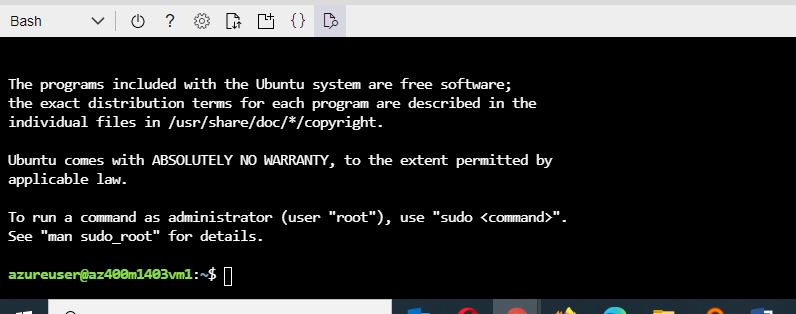 Bash
?
{}
The programs included with the Ubuntu system are free software;
the exact distribution terms for each program are described in the
individual files in /usr/share/doc/*/copyright.
Ubuntu comes with ABSOLUTELY NO WARRANTY, to the extent permitted by
applicable law.
To run a command as administrator (user "root"), use "sudo <command>".
See "man sudo_root" for details.
azureuser@az400m1403vm1:~$